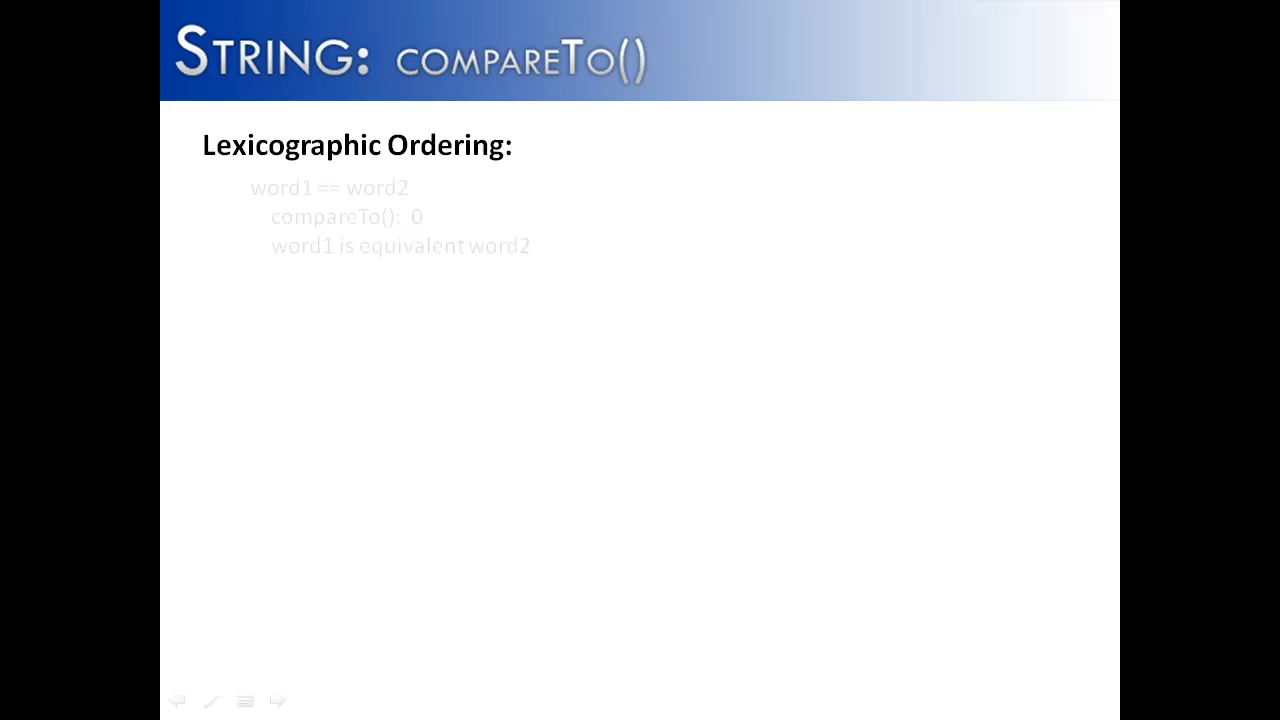 STRING: COMPARETO()
Lexicographic Ordering:
word1 == word2
compareTo(): 0
word1 is equivalent word2